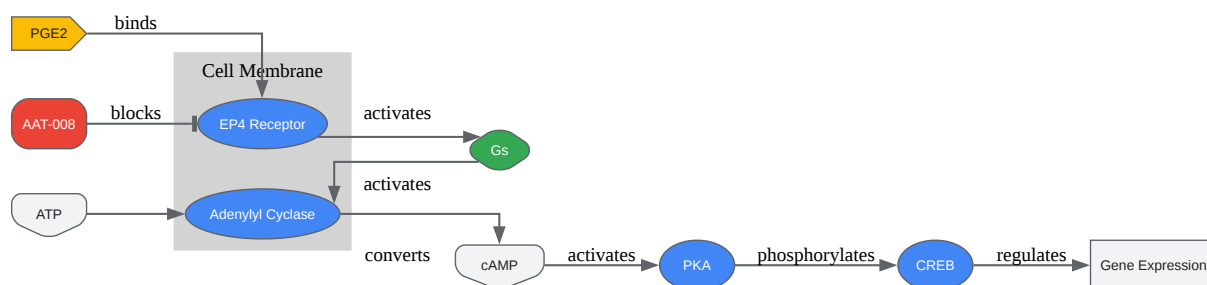 PGE2
binds
Cell Membrane
AAT-008
blocks
EP4 Receptor
activates
Gs
activates
ATP
Adenylyl Cyclase
converts
cAMP
activates
PKA
phosphorylates
CREB
regulates
Gene Expression